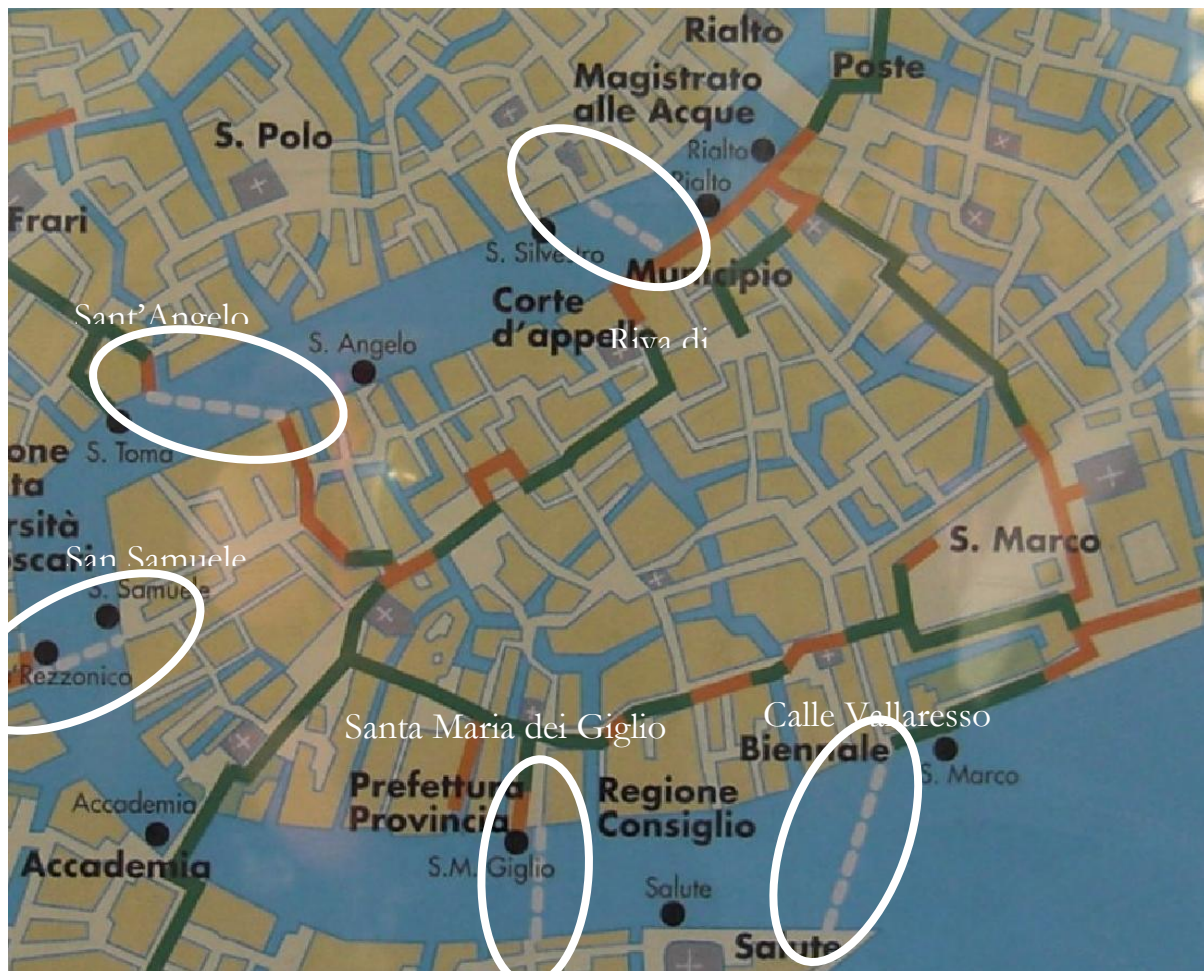 Rialto
Poste
Magistrato
alle Acque
S. Polo
Rialto
Rialto
Frari
S. Silvestro
Municipio
Corte
d'appello
Riva di
Sant'Angelo
S. Angelo
one
S. Toma
ta
rsità
oscari
San Samuele
S. Samuele
S. Marco
'Rezzonico
Santa Maria dei Giglio
Calle Vallaresso
Biennale
S. Marco
Prefettura
Provincia
Regione
Consiglio
Accademia
Accademia
S.M. Giglio
Salute
Salute